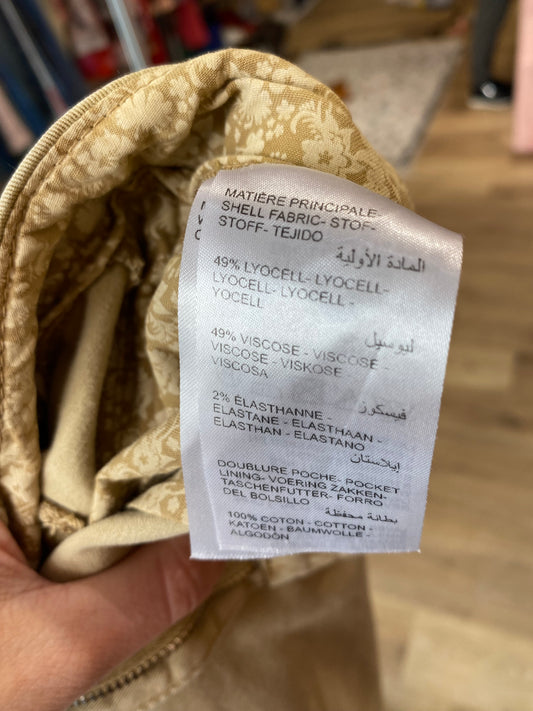 MATIÈRE PRINCIPALE-
SHELL FABRIC- STOF-
STOFF- TEJIDO
المادة الأولية
49% LYOCELL- LYOCELL-
LYOCELL- LYOCELL -
YOCELL
ليوسيل
49% VISCOSE - VISCOSE -
VISCOSE - VISKOSE
VISCOSA
فيسكوز
2% ÉLASTHANNE -
ELASTANE - ELASTHAAN -
ELASTHAN - ELASTANO
إيلاستان
DOUBLURE POCHE- POCKET
LINING- VOERING ZAKKEN-
TASCHENFUTTER- FORRO
DEL BOLSILLO
بطانة محفظة
100% COTON - COTTON -
KATOEN - BAUMWOLLE -
ALGODÓN